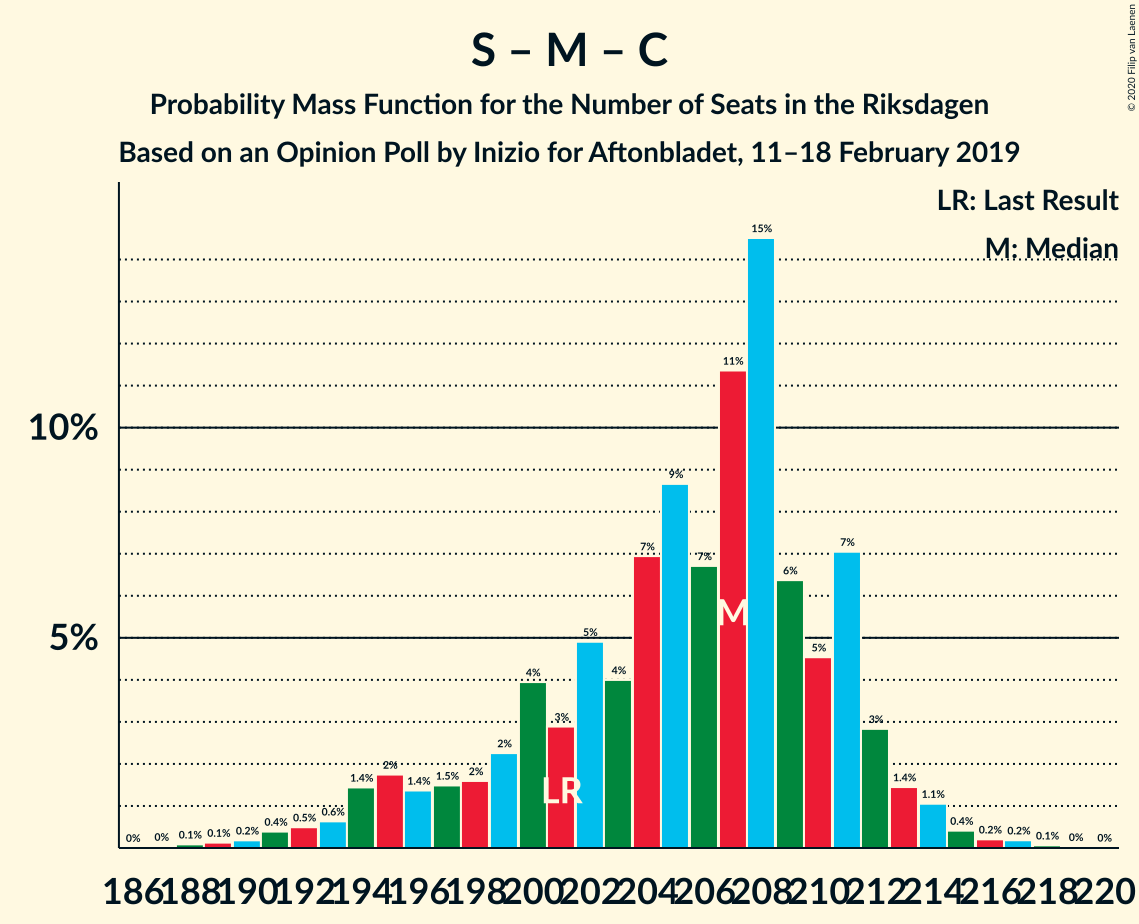 S – M – C
Probability Mass Function for the Number of Seats in the Riksdagen
Based on an Opinion Poll by Inizio for Aftonbladet, 11–18 February 2019
© 2020 Filip van Laenen
LR: Last Result
M: Median
10%
5%
0% 0% 0.1% 0.1% 0.2% 0.4% 0.5% 0.6% 1.4% 2% 1.4% 1.5% 2% 2% 4% 3% 5% 4% 7% 9% 7% 11% 15% 6% 5% 7% 3% 1.4% 1.1% 0.4% 0.2% 0.2% 0.1% 0% 0%
M
LR
186 188 190 192 194 196 198 200 202 204 206 208 210 212 214 216 218 220